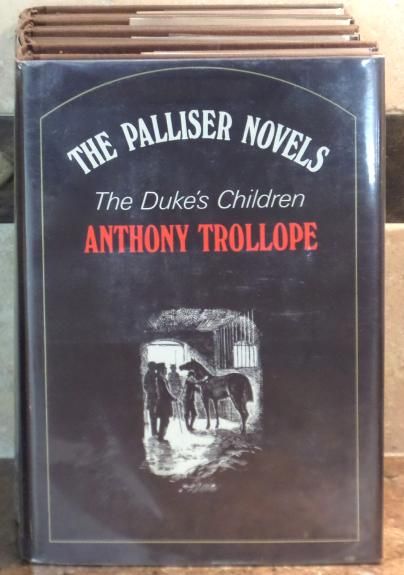 THE PALLISER NOVELS
The Duke's Children
ANTHONY TROLLOPE